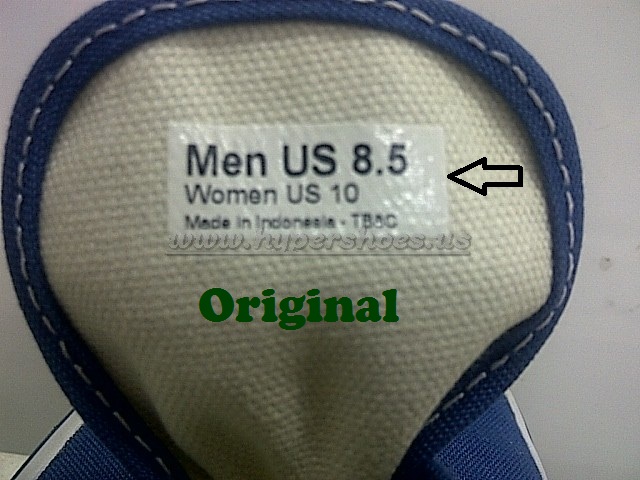 Men US 8.5
Women US 10
Made in Indonesia - TB5C
www.hypershoes.us
Original